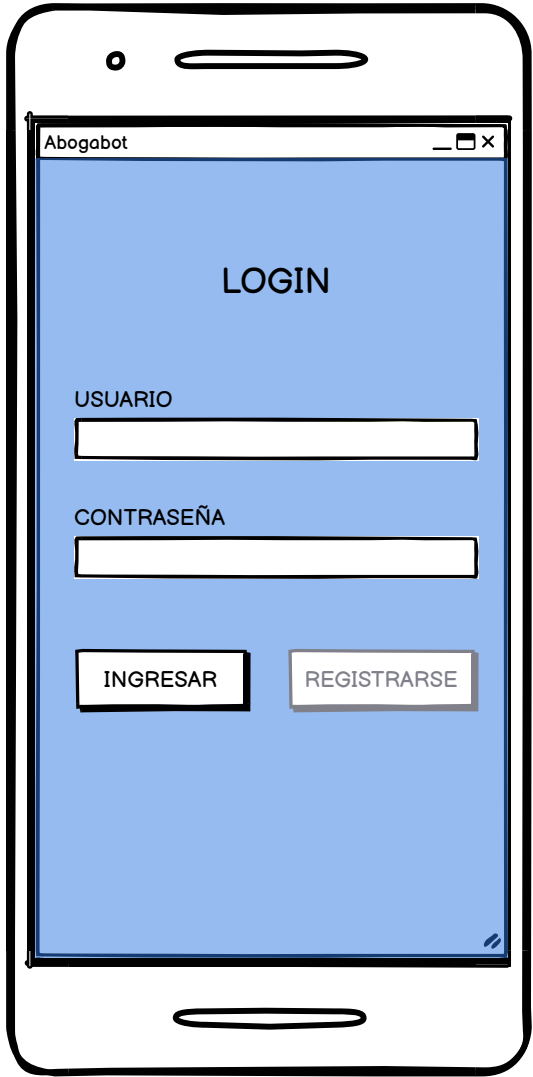 Abogabot
LOGIN
USUARIO
CONTRASEÑA
INGRESAR
REGISTRARSE